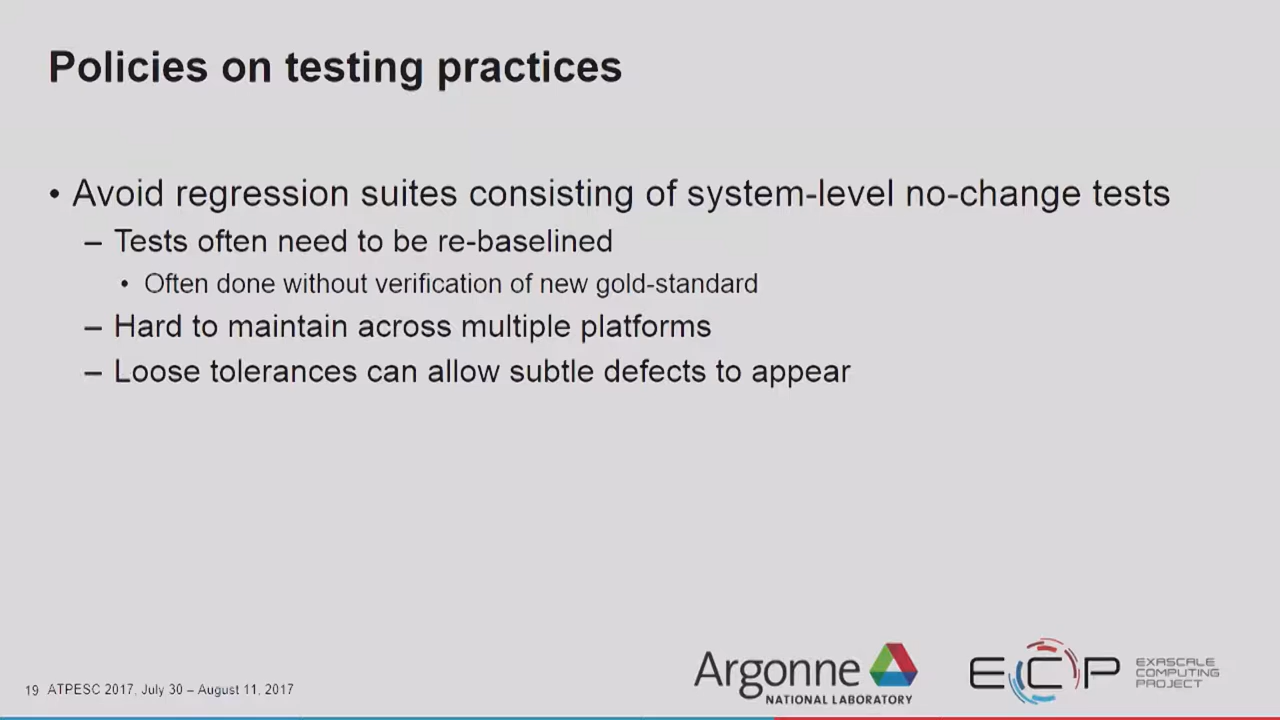 Policies on testing practices
• Avoid regression suites consisting of system-level no-change tests
– Tests often need to be re-baselined
• Often done without verification of new gold-standard
– Hard to maintain across multiple platforms
– Loose tolerances can allow subtle defects to appear
19 ATPESC 2017, July 30 – August 11, 2017
Argonne
NATIONAL LABORATORY
ECP
EXASCALE
COMPUTING
PROJECT